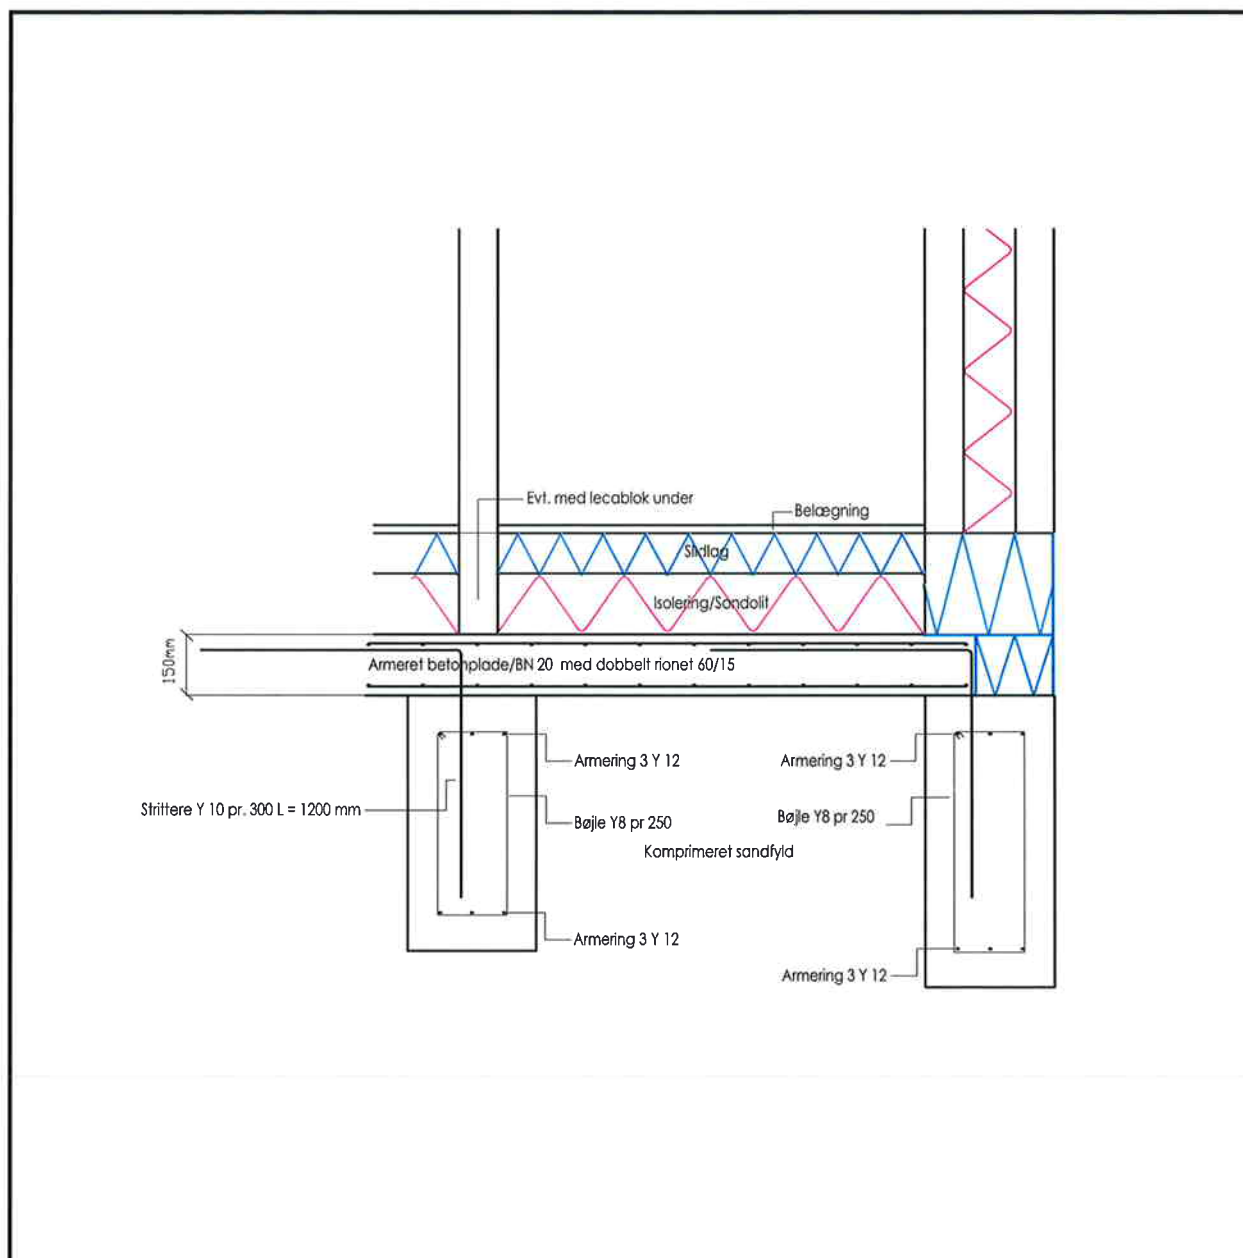 Evt. med lecablok under
Belægning
Slidlag
Isolering/Sondolit
150mm
Armeret betonplade/BN 20 med dobbelt rionet 60/15
Armering 3 Y 12
Armering 3 Y 12
Strittere Y 10 pr. 300 L = 1200 mm
Bøjle Y8 pr 250
Bøjle Y8 pr 250
Komprimeret sandfyld
Armering 3 Y 12
Armering 3 Y 12